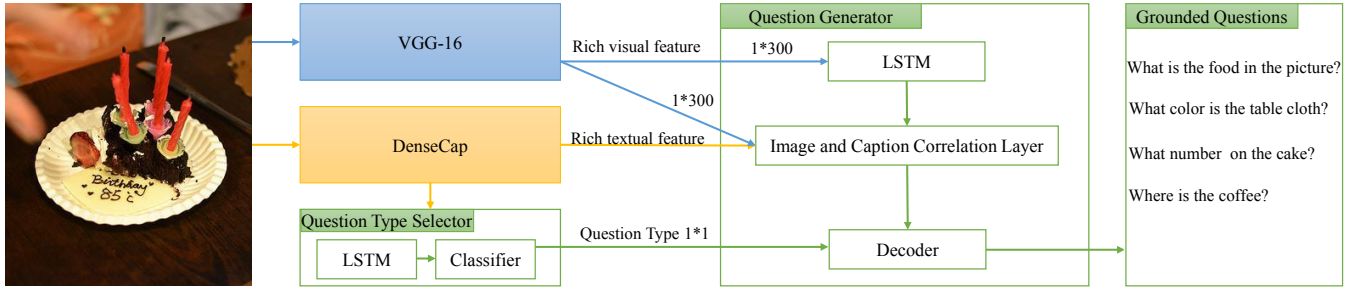 VGG-16
DenseCap
Question Type Selector
LSTM
Classifier
Rich visual feature
1*300
1*300
Rich textual feature
Question Type 1*1
Question Generator
LSTM
Image and Caption Correlation Layer
Decoder
Grounded Questions
What is the food in the picture?
What color is the table cloth?
What number on the cake?
Where is the coffee?
Birthday
85